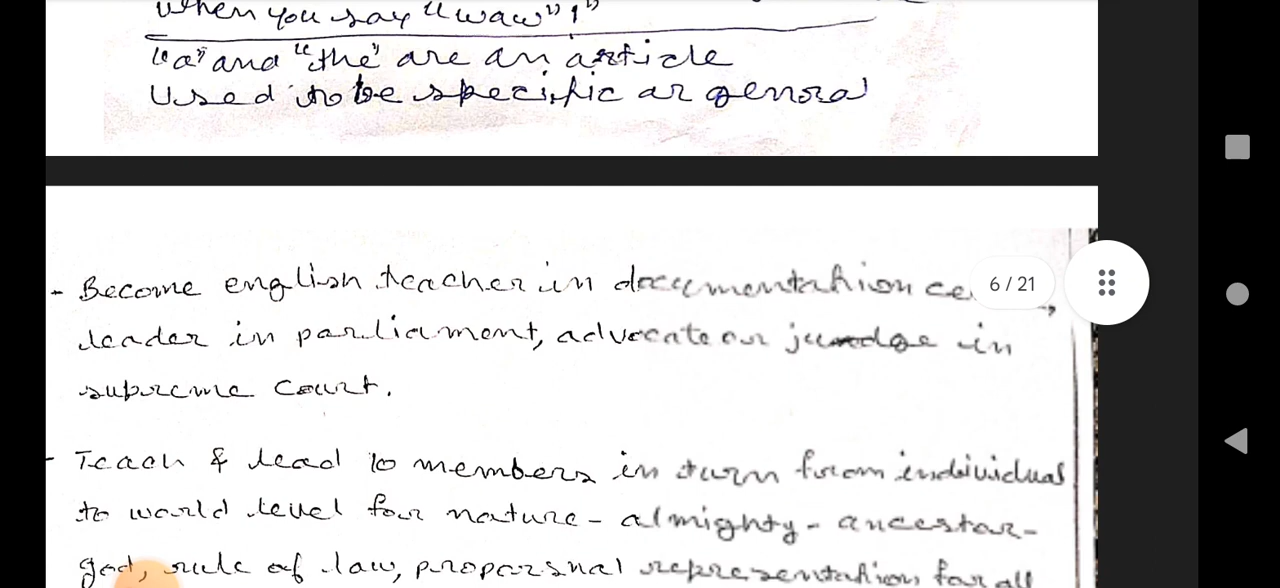 when you say "waw"!"
"a" and "the" are an article
Used to be specific or genoral
6/21
- Become english teacher in documentation ce
leader in parliament, advocate or jumdge in
supreme court.
- Teach & lead 10 members in turn from individual
to world level for nature - almighty - ancestor -
god, rule of law, proporsnal representation for all